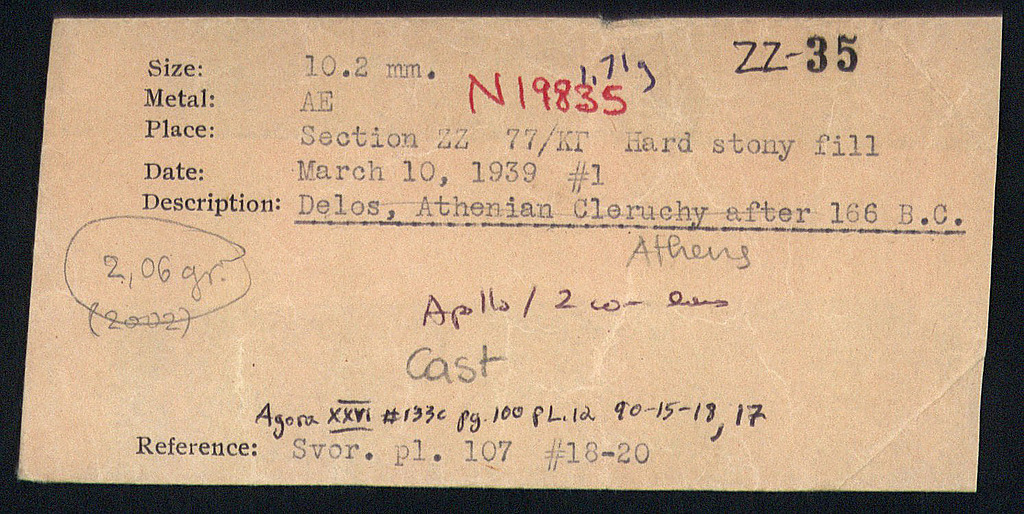 ZZ-35
Size: 10.2 mm. 1.71g
Metal: AE N19835
Place: Section ZZ 77/KT Hard stony fill
Date: March 10, 1939 #1
Description: Delos, Athenian Cleruchy after 166 B.C.
Athens
2,06 gr.
(2002)
Apollo / 2
Cast
Agora XXVI #133c pg.100 pL.12 90-15-18, 17
Reference: Svor. pl. 107 #18-20